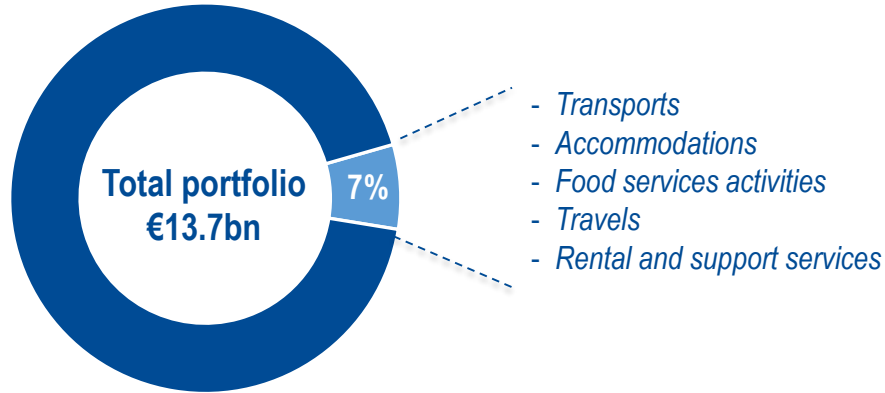 Total portfolio
€13.7bn
7%
- Transports
- Accommodations
- Food services activities
- Travels
- Rental and support services